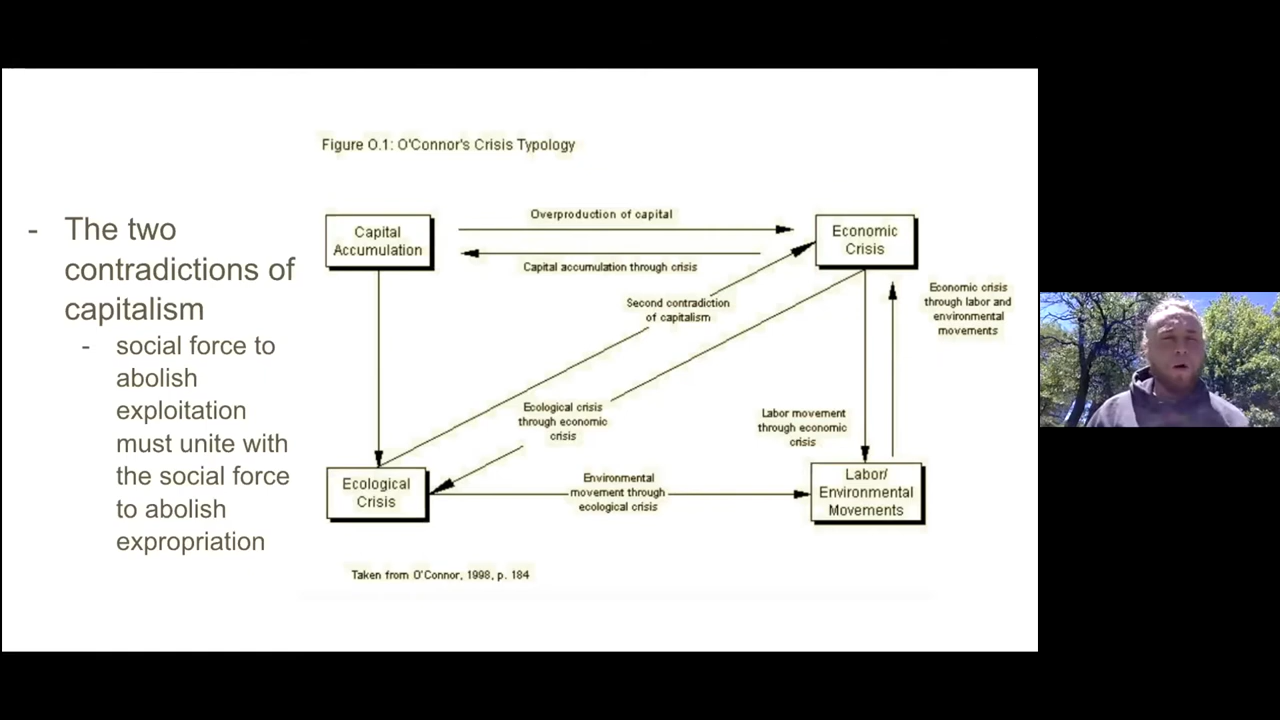 Figure O.1: O'Connor's Crisis Typology
- The two
contradictions of
capitalism
- social force to
abolish
exploitation
must unite with
the social force
to abolish
expropriation
Capital
Accumulation
Overproduction of capital
Capital accumulation through crisis
Economic
Crisis
Second contradiction
of capitalism
Economic crisis
through labor and
environmental
movements
Ecological crisis
through economic
crisis
Labor movement
through economic
crisis
Ecological
Crisis
Environmental
movement through
ecological crisis
Labor/
Environmental
Movements
Taken from O'Connor, 1998, p. 184